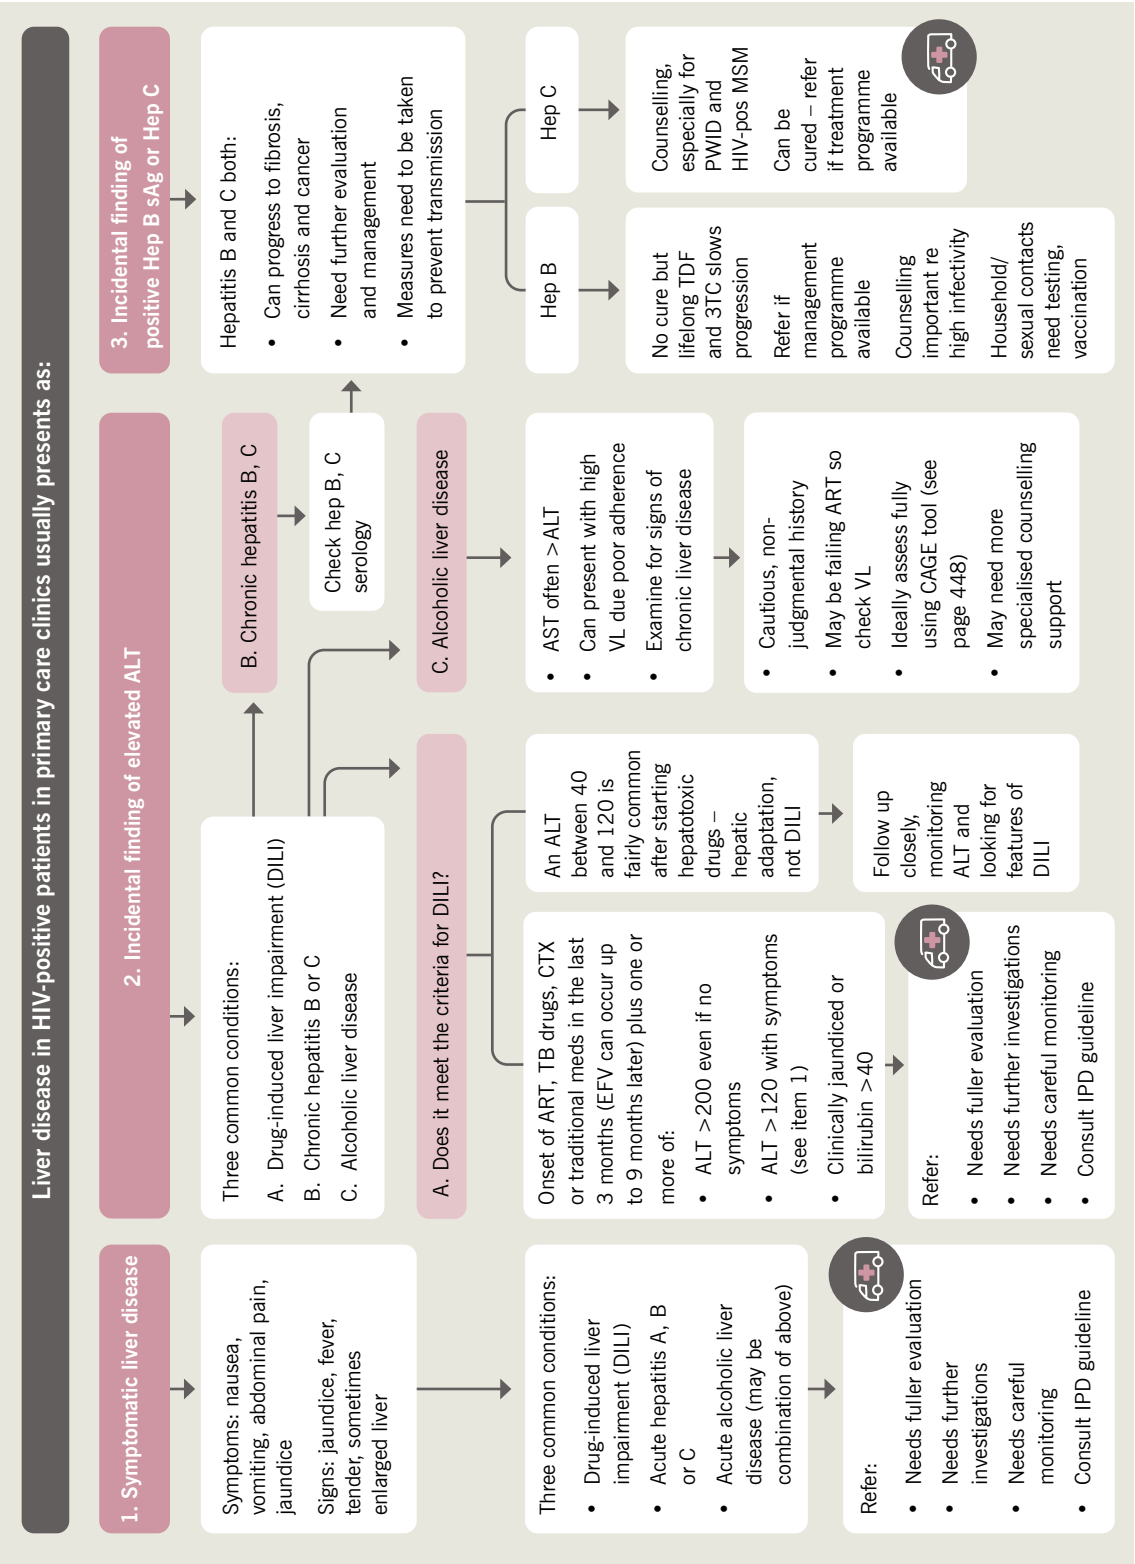 Liver disease in HIV-positive patients in primary care clinics usually presents as:
1. Symptomatic liver disease
Symptoms: nausea,
vomiting, abdominal pain,
jaundice
Signs: jaundice, fever,
tender, sometimes
enlarged liver
Three common conditions:
• Drug-induced liver
impairment (DILI)
• Acute hepatitis A, B
or C
• Acute alcoholic liver
disease (may be
combination of above)
Refer:
• Needs fuller evaluation
• Needs further
investigations
• Needs careful
monitoring
• Consult IPD guideline
2. Incidental finding of elevated ALT
Three common conditions:
A. Drug-induced liver impairment (DILI)
B. Chronic hepatitis B or C
C. Alcoholic liver disease
A. Does it meet the criteria for DILI?
Onset of ART, TB drugs, CTX
or traditional meds in the last
3 months (EFV can occur up
to 9 months later) plus one or
more of:
• ALT >200 even if no
symptoms
• ALT >120 with symptoms
(see item 1)
• Clinically jaundiced or
bilirubin >40
Refer:
• Needs fuller evaluation
• Needs further investigations
• Needs careful monitoring
• Consult IPD guideline
An ALT
between 40
and 120 is
fairly common
after starting
hepatotoxic
drugs –
hepatic
adaptation,
not DILI
Follow up
closely,
monitoring
ALT and
looking for
features of
DILI
B. Chronic hepatitis B, C
Check hep B, C
serology
C. Alcoholic liver disease
• AST often >ALT
• Can present with high
VL due poor adherence
• Examine for signs of
chronic liver disease
• Cautious, non-
judgmental history
• May be failing ART so
check VL
• Ideally assess fully
using CAGE tool (see
page 448)
• May need more
specialised counselling
support
3. Incidental finding of
positive Hep B sAg or Hep C
Hepatitis B and C both:
• Can progress to fibrosis,
cirrhosis and cancer
• Need further evaluation
and management
• Measures need to be taken
to prevent transmission
Hep B
No cure but
lifelong TDF
and 3TC slows
progression
Refer if
management
programme
available
Counselling
important re
high infectivity
Household/
sexual contacts
need testing,
vaccination
Hep C
Counselling,
especially for
PWID and
HIV-pos MSM
Can be
cured – refer
if treatment
programme
available